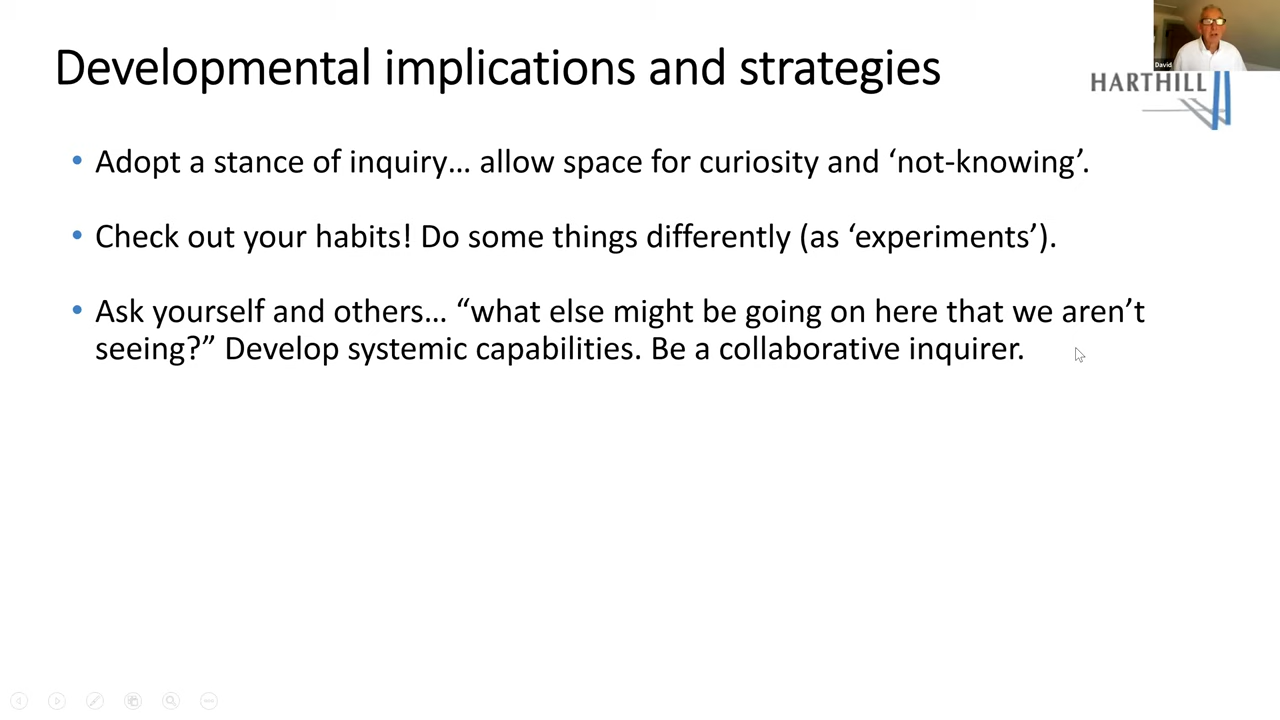 Developmental implications and strategies
David
HARTHILL
• Adopt a stance of inquiry… allow space for curiosity and ‘not-knowing’.
• Check out your habits! Do some things differently (as ‘experiments’).
• Ask yourself and others… “what else might be going on here that we aren’t
seeing?” Develop systemic capabilities. Be a collaborative inquirer.